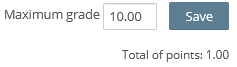 Maximum grade 10.00 Save
Total of points: 1.00